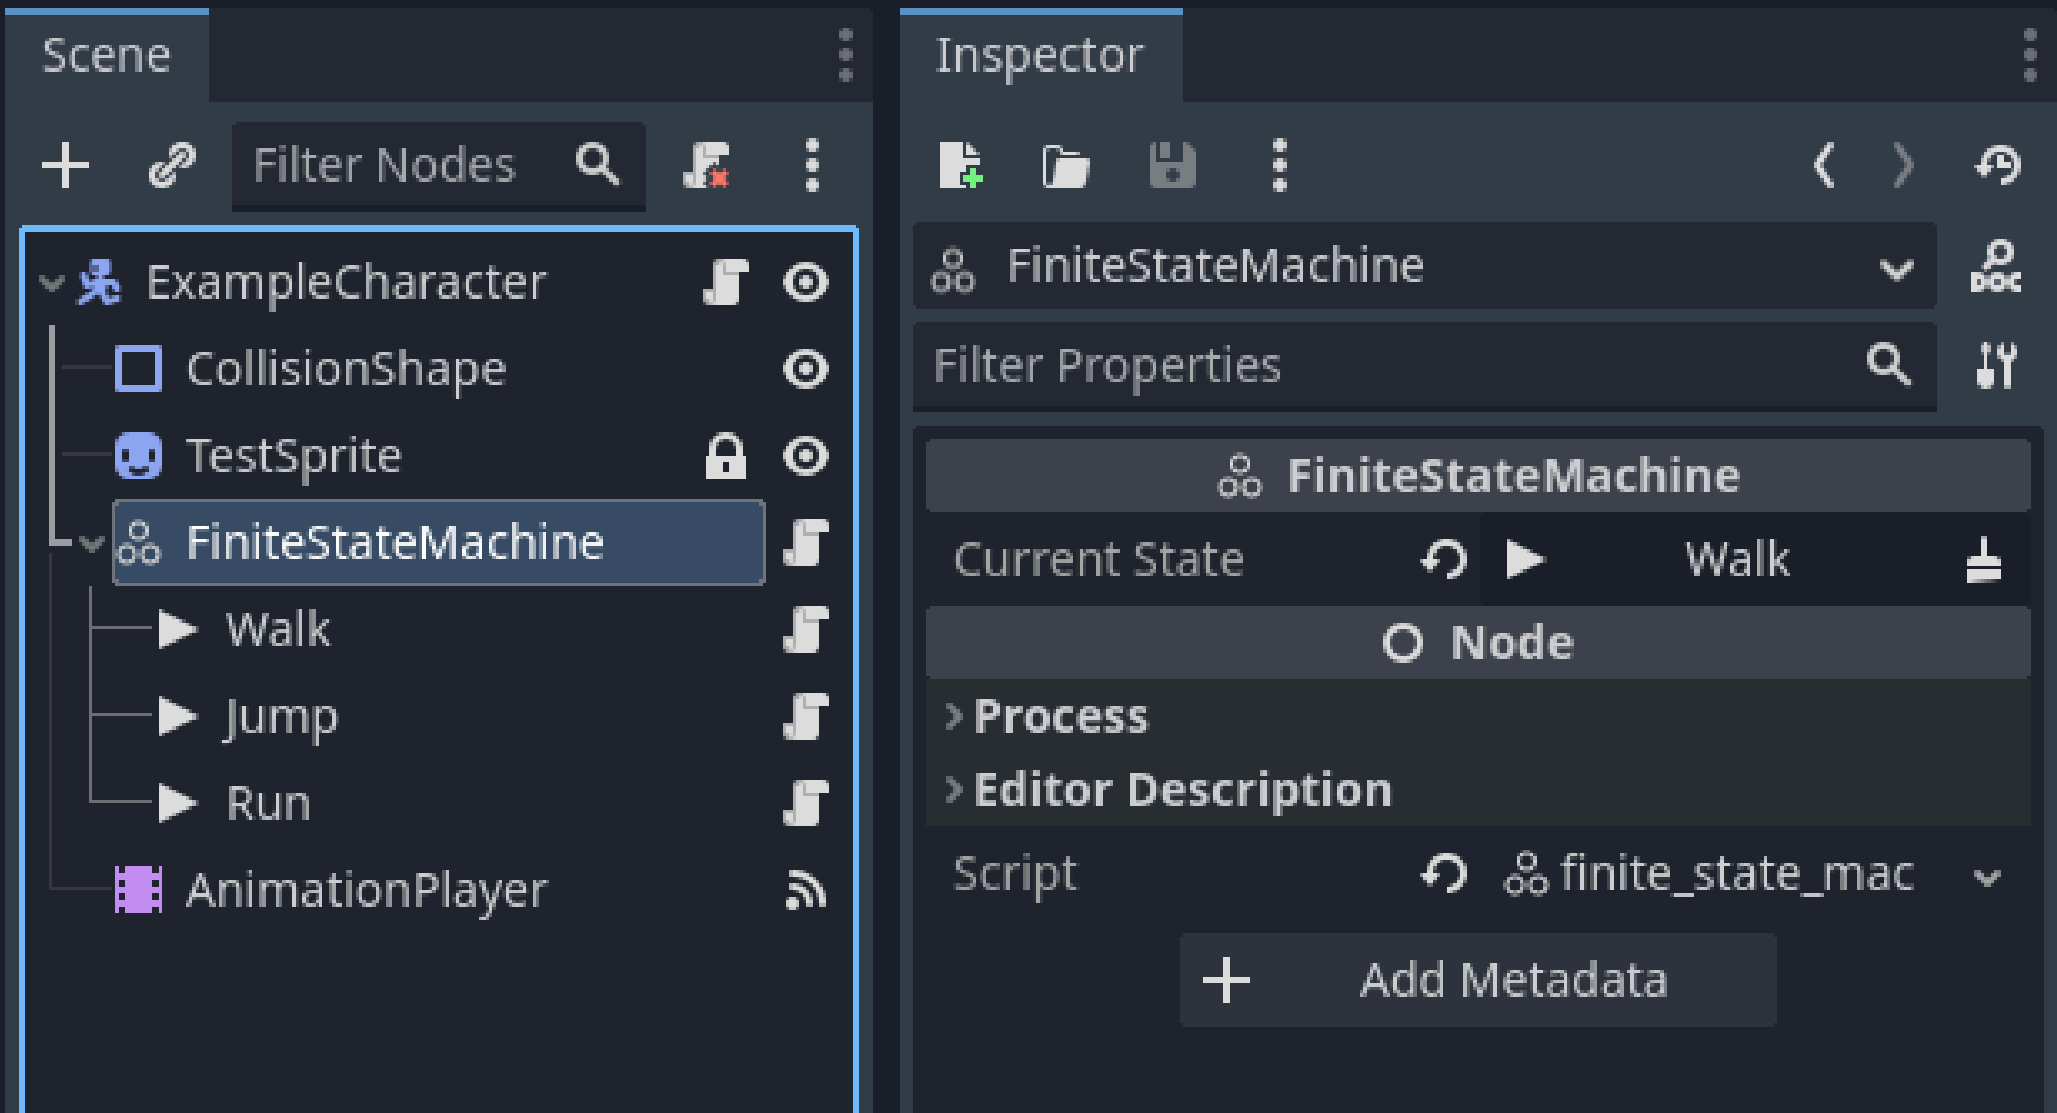 Scene
Filter Nodes
ExampleCharacter
CollisionShape
TestSprite
FiniteStateMachine
Walk
Jump
Run
AnimationPlayer
Inspector
FiniteStateMachine
DOC
Filter Properties
FiniteStateMachine
Current State Walk
Node
Process
Editor Description
Script finite_state_mac
Add Metadata